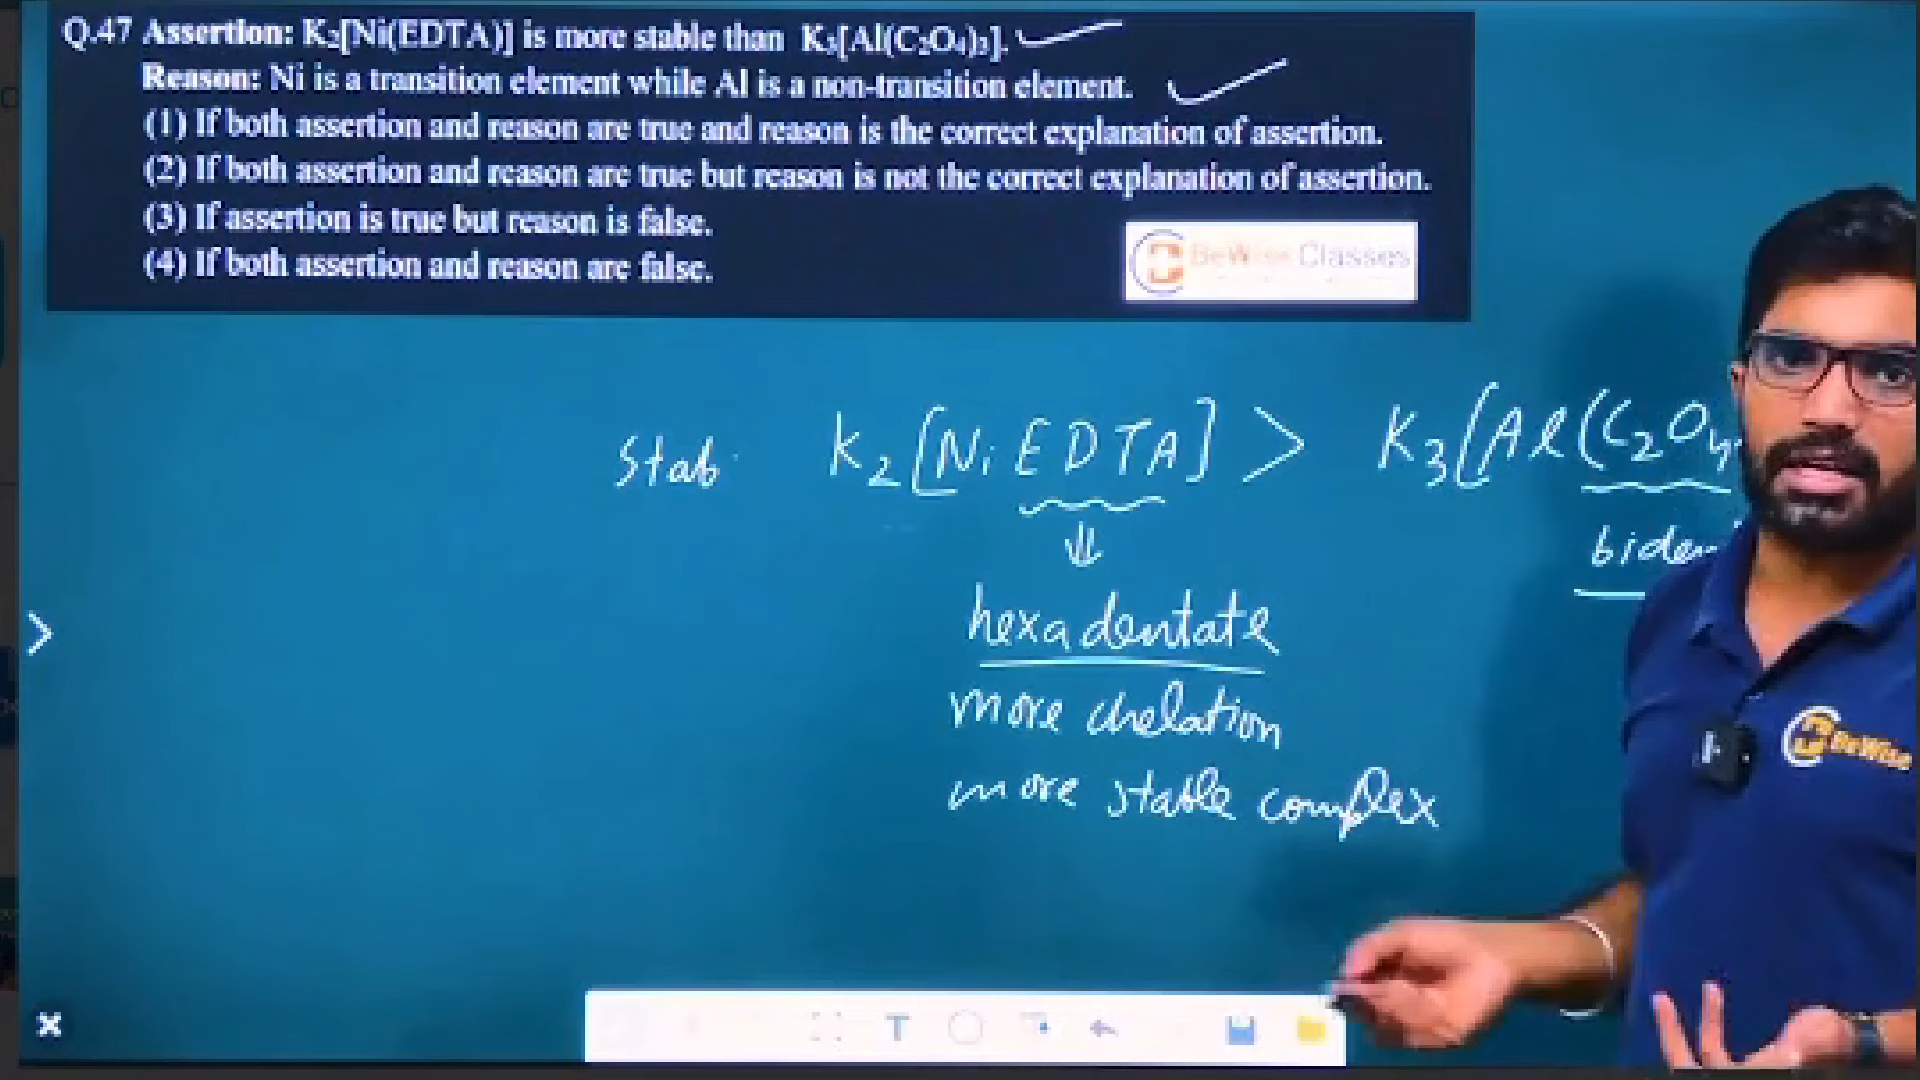 Q.47 Assertion: K₂[Ni(EDTA)] is more stable than K₃[Al(C₂O₄)₃].
Reason: Ni is a transition element while Al is a non-transition element.
(1) If both assertion and reason are true and reason is the correct explanation of assertion.
(2) If both assertion and reason are true but reason is not the correct explanation of assertion.
(3) If assertion is true but reason is false.
(4) If both assertion and reason are false.
BeWise Classes
Stab. K₂[Ni EDTA] > K₃[Al(C₂O₄
⇓
biden
hexadentate
more chelation
BeWise
more stable complex
T